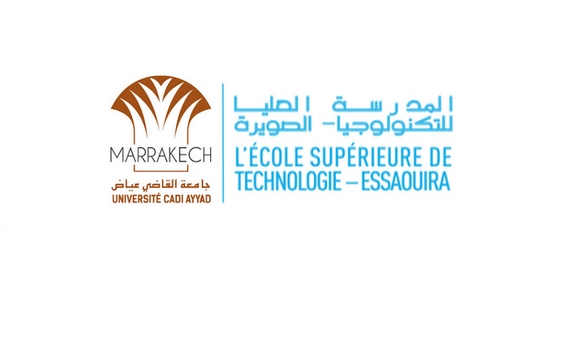 MARRAKECH
جامعة القاضي عياض
UNIVERSITÉ CADI AYYAD
المدرسة العليا
للتكنولوجيا – الصويرة
L'ÉCOLE SUPÉRIEURE DE
TECHNOLOGIE – ESSAOUIRA